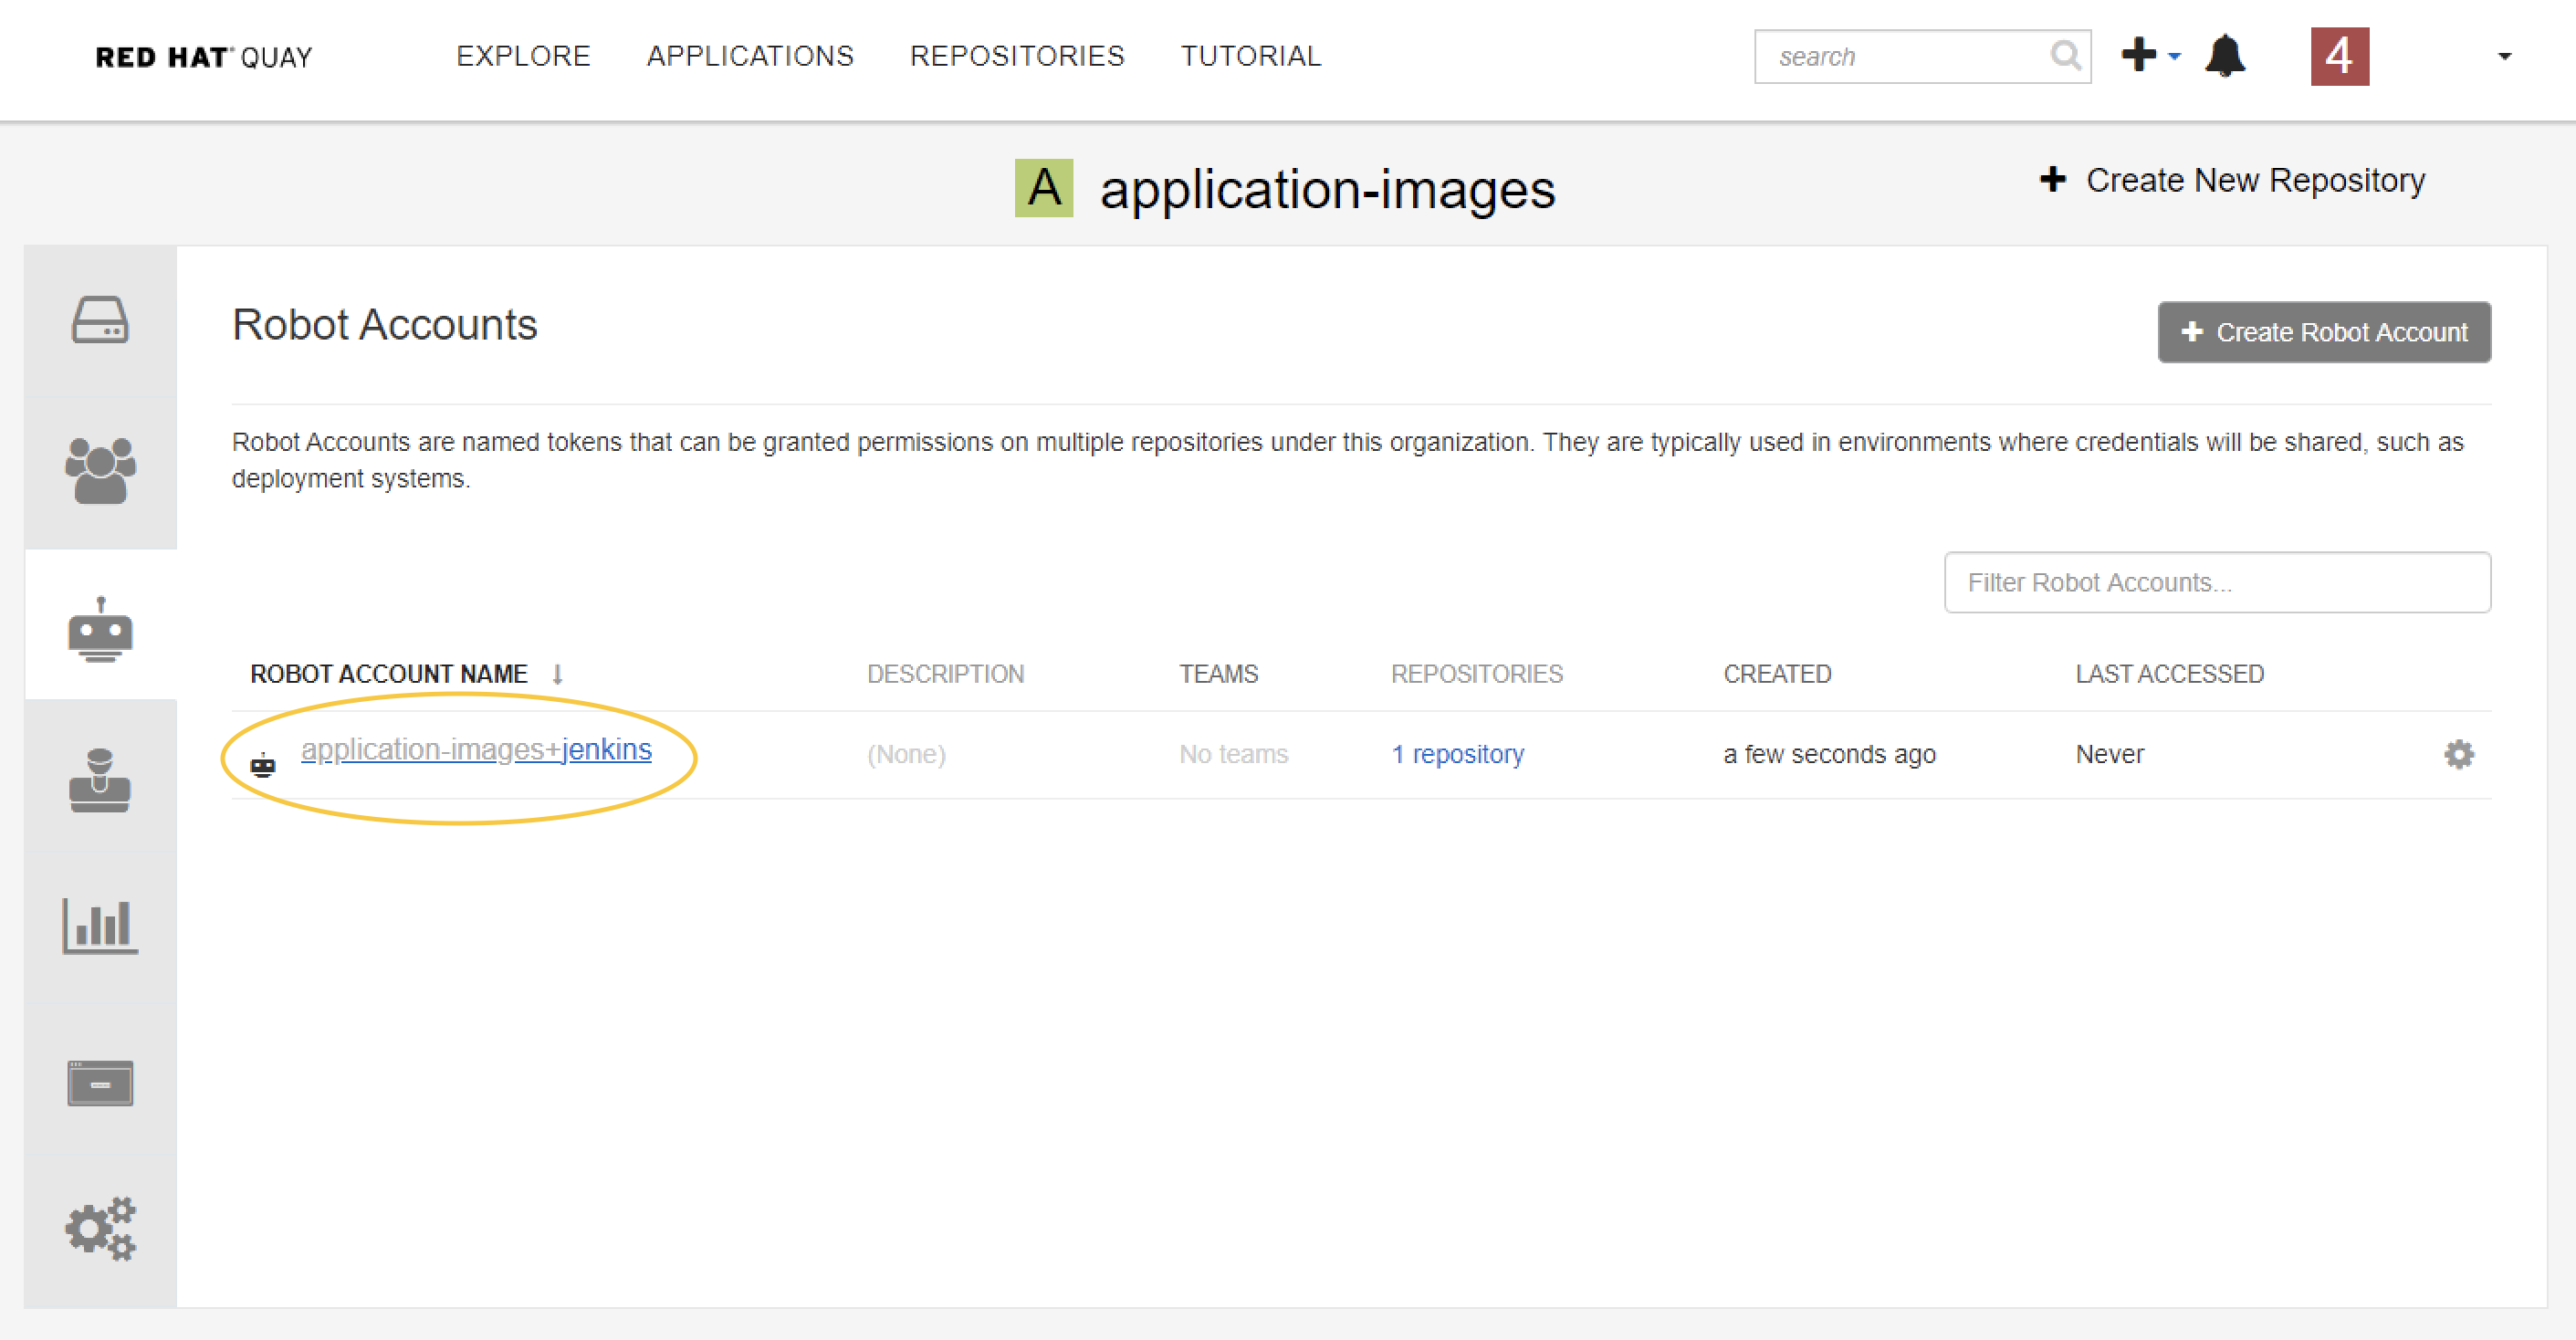 RED HAT QUAY EXPLORE APPLICATIONS REPOSITORIES TUTORIAL search 4
A application-images + Create New Repository
Robot Accounts + Create Robot Account
Robot Accounts are named tokens that can be granted permissions on multiple repositories under this organization. They are typically used in environments where credentials will be shared, such as
deployment systems.
Filter Robot Accounts...
ROBOT ACCOUNT NAME ↓ DESCRIPTION TEAMS REPOSITORIES CREATED LAST ACCESSED
application-images+jenkins (None) No teams 1 repository a few seconds ago Never